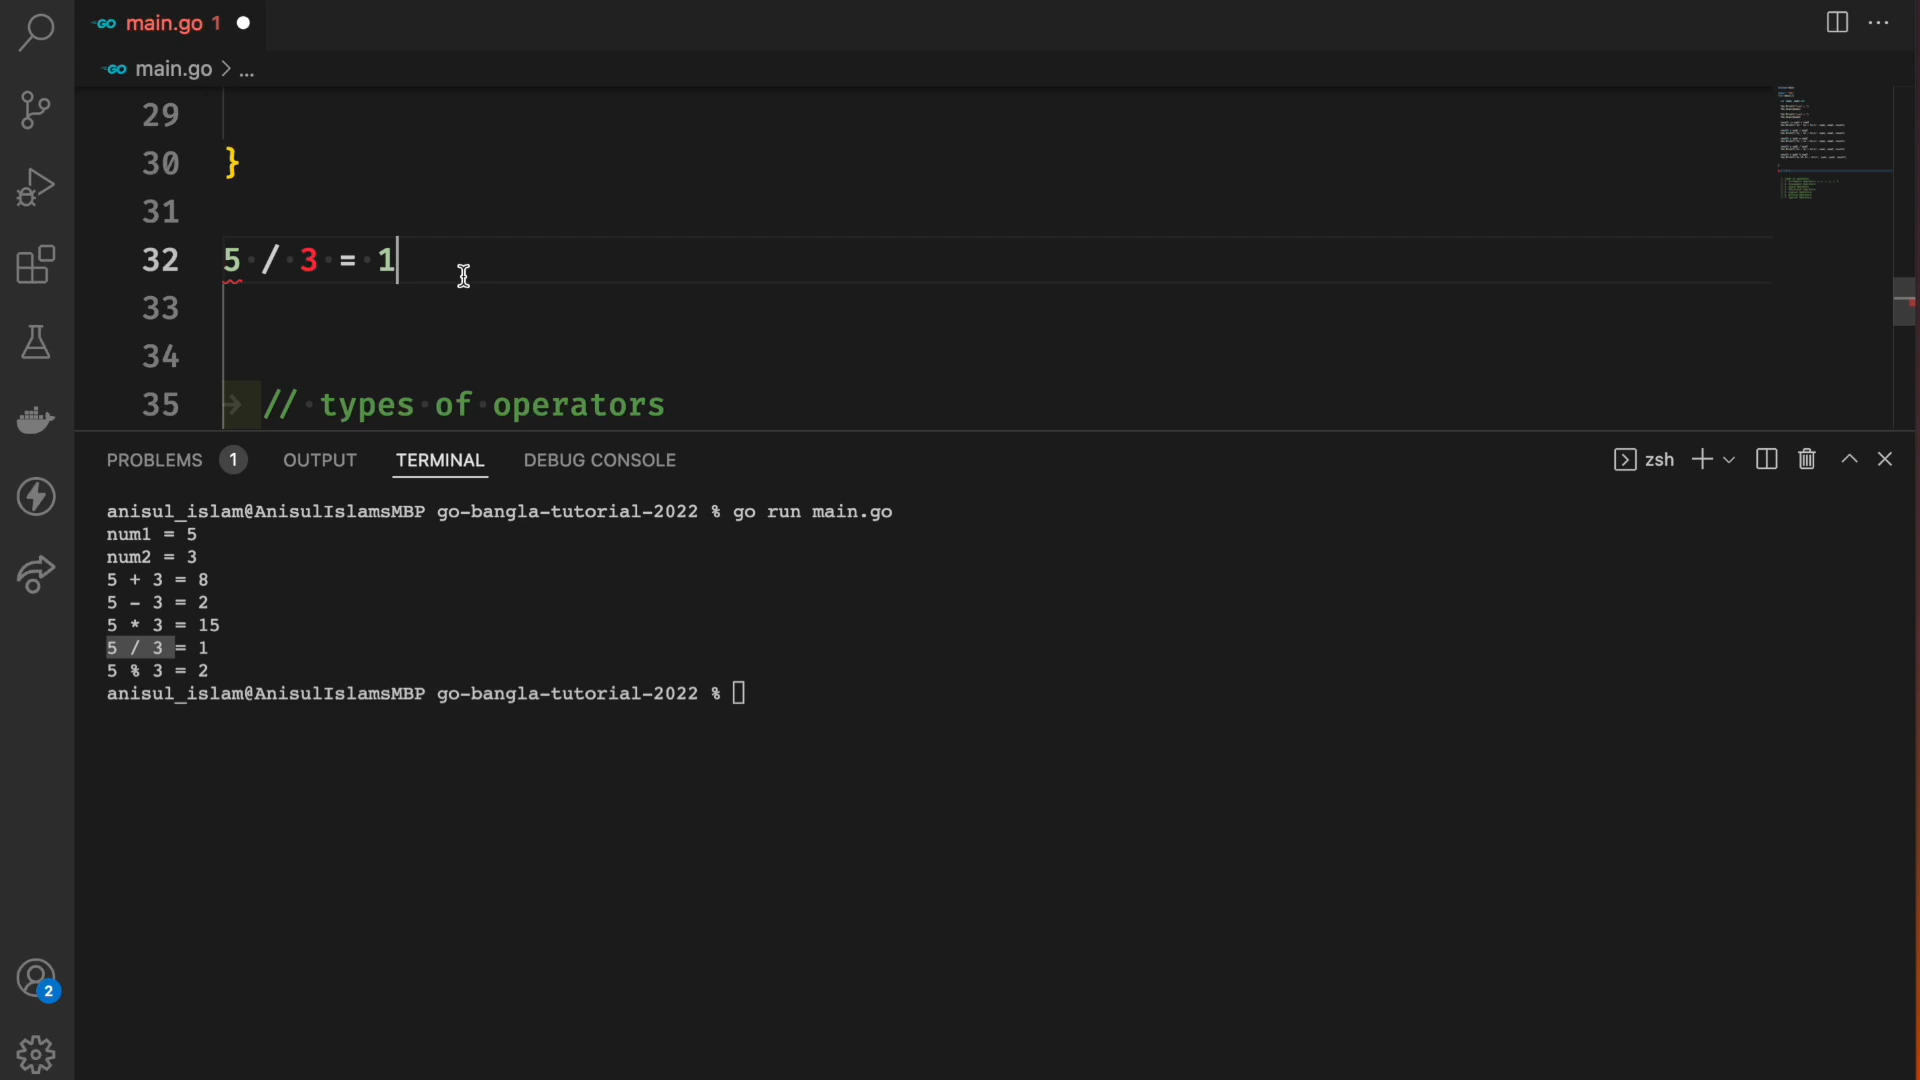 GO main.go 1
GO main.go > ...
29
30 }
31
32 5 / 3 = 1
33
34
35 // types of operators
PROBLEMS 1 OUTPUT TERMINAL DEBUG CONSOLE zsh
anisul_islam@AnisulIslamsMBP go-bangla-tutorial-2022 % go run main.go
num1 = 5
num2 = 3
5 + 3 = 8
5 - 3 = 2
5 * 3 = 15
5 / 3 = 1
5 % 3 = 2
anisul_islam@AnisulIslamsMBP go-bangla-tutorial-2022 %
2